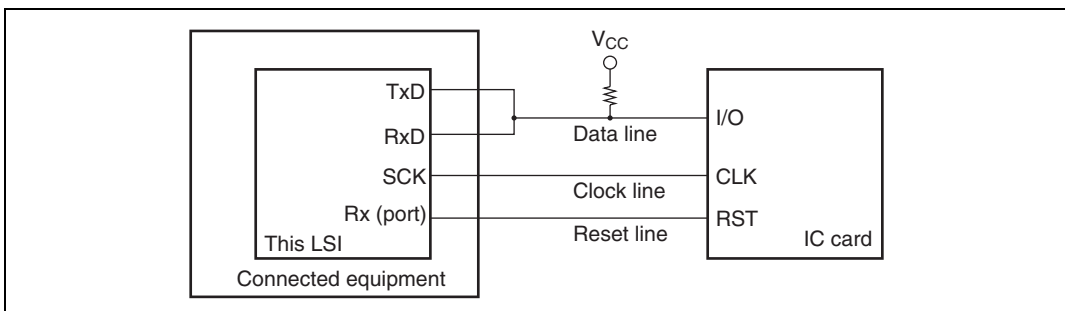 VCC
TxD
RxD
Data line
I/O
SCK
Clock line
CLK
Rx (port)
Reset line
RST
This LSI
IC card
Connected equipment